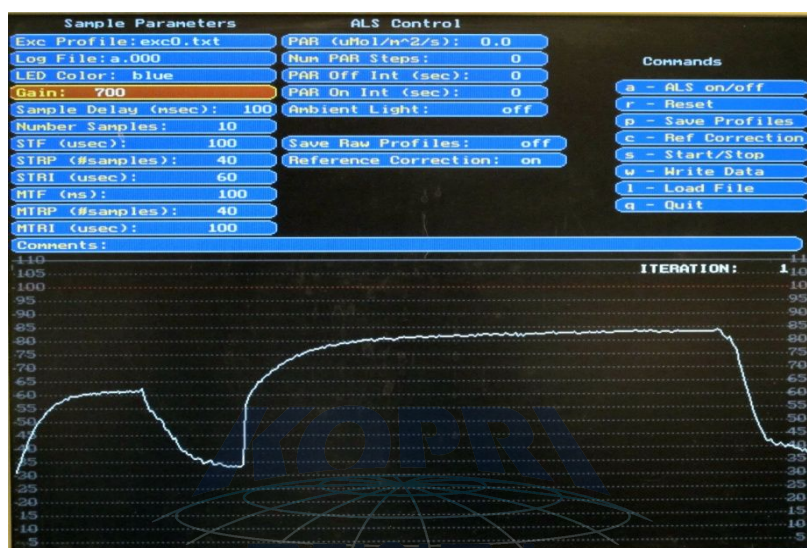 Sample Parameters
Exc Profile:exc0.txt
Log File:a.000
LED Color: blue
Gain: 700
Sample Delay (msec): 100
Number Samples: 10
STF (usec): 100
STRP (#samples): 40
STRI (usec): 60
MTF (ms): 100
MTRP (#samples): 40
MTRI (usec): 100
Comments:
ALS Control
PAR (uMol/m^2/s): 0.0
Num PAR Steps: 0
PAR Off Int (sec): 0
PAR On Int (sec): 0
Ambient Light: off
Save Raw Profiles: off
Reference Correction: on
Commands
a - ALS on/off
r - Reset
p - Save Profiles
c - Ref Correction
s - Start/Stop
w - Write Data
l - Load File
q - Quit
ITERATION: 1
110
105
100
95
90
85
80
75
70
65
60
55
50
45
40
35
30
25
20
15
10
5
KOPRI